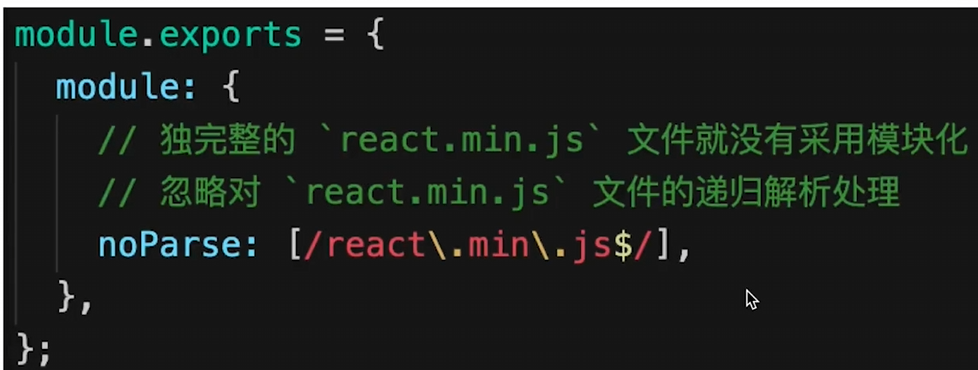 module.exports = {
  module: {
    // 独完整的 `react.min.js` 文件就没有采用模块化
    // 忽略对 `react.min.js` 文件的递归解析处理
    noParse: [/react\.min\.js$/],
  },
};